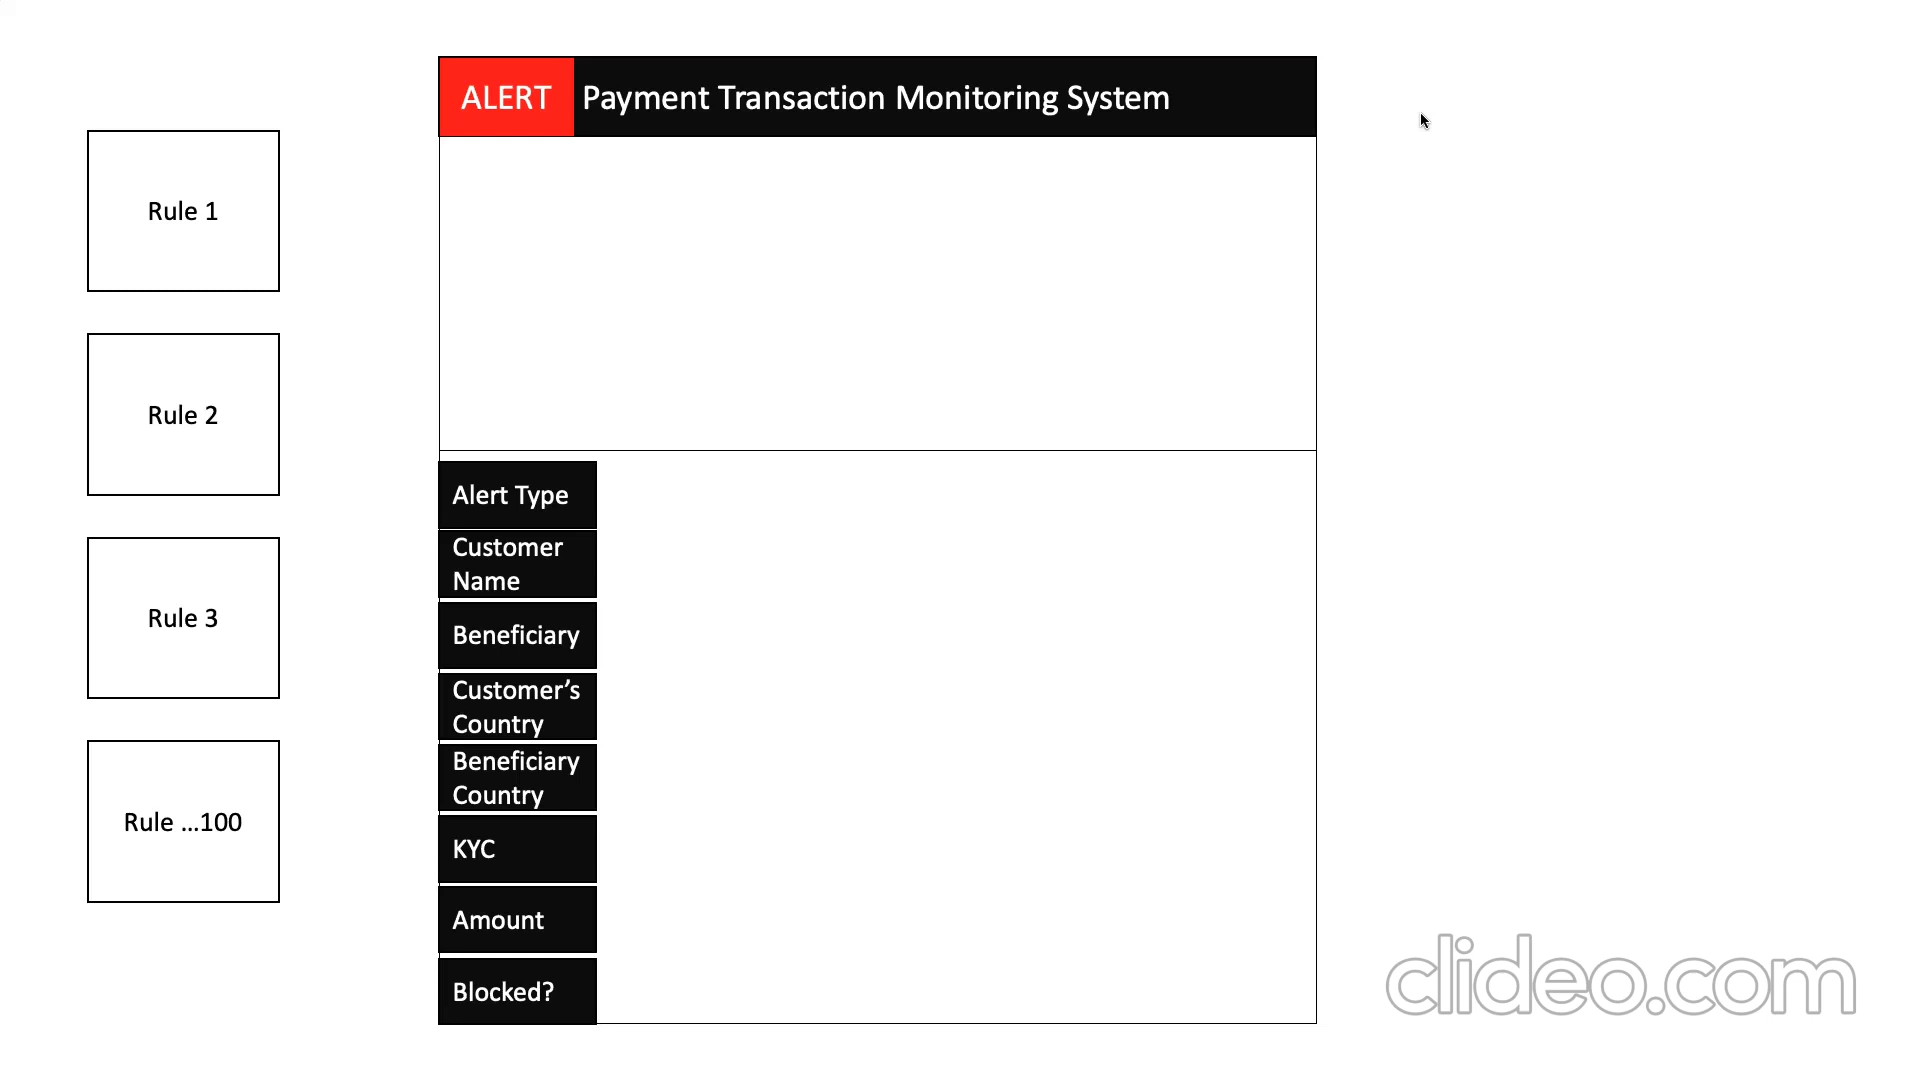 ALERT Payment Transaction Monitoring System
Rule 1
Rule 2
Rule 3
Rule ...100
Alert Type
Customer
Name
Beneficiary
Customer’s
Country
Beneficiary
Country
KYC
Amount
Blocked?
clideo.com